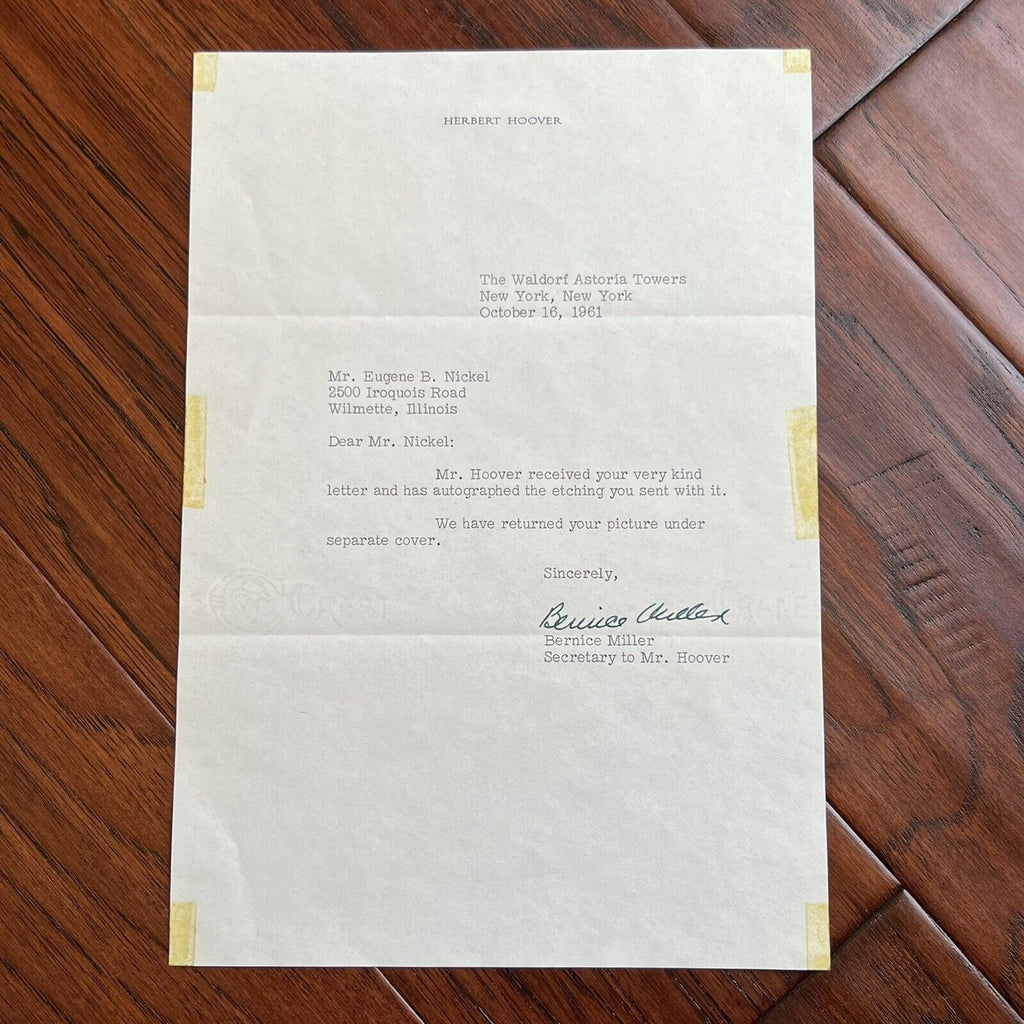 HERBERT HOOVER
The Waldorf Astoria Towers
New York, New York
October 16, 1961
Mr. Eugene B. Nickel
2500 Iroquois Road
Wilmette, Illinois
Dear Mr. Nickel:
Mr. Hoover received your very kind
letter and has autographed the etching you sent with it.
We have returned your picture under
separate cover.
Sincerely,
Bernice Miller
Bernice Miller
Secretary to Mr. Hoover
CREST
CRANE